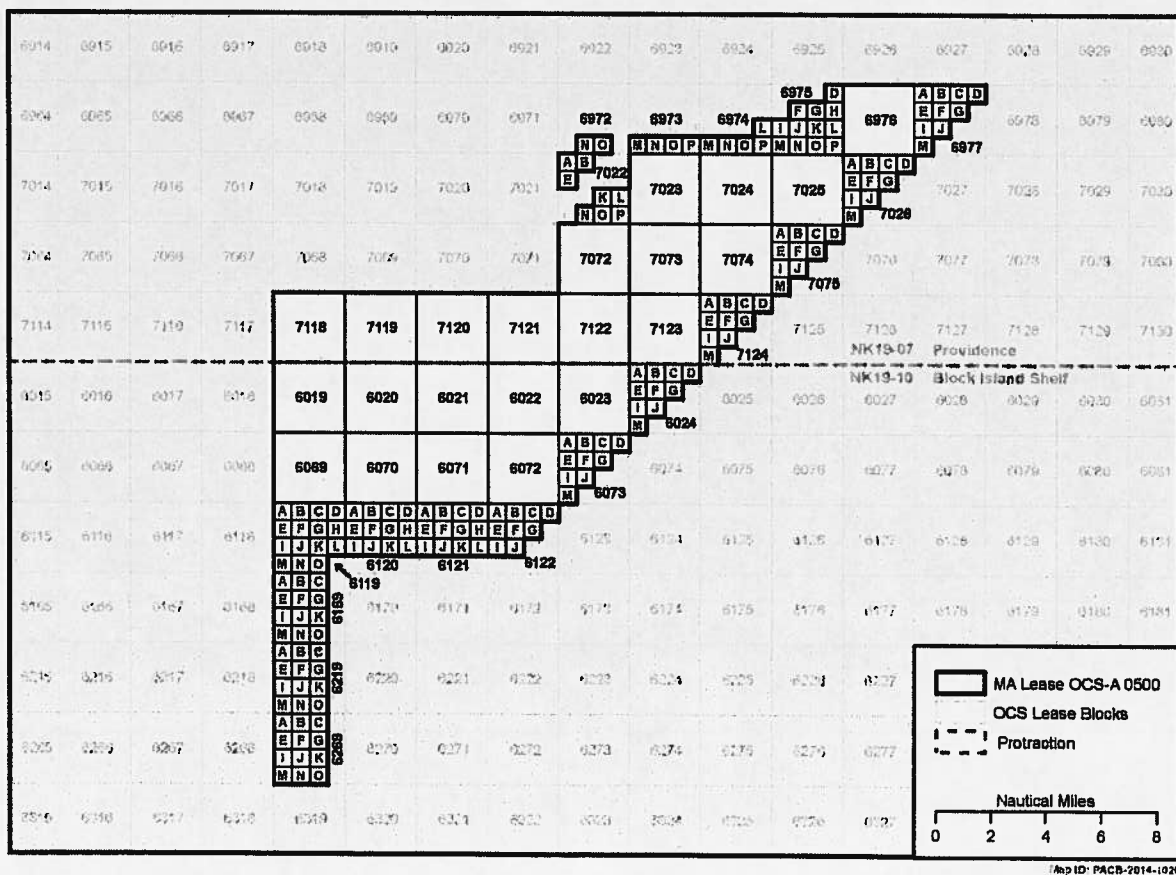 6914 6915 6916 6917 6918 6919 6920 6921 6922 6923 6924 6925 6926 6927 6928 6929 6930
6975 D A B C D
F G H E F G
6964 6965 6966 6967 6968 6969 6970 6971 6972 6973 6974 L I J K L 6976 I J 6978 6979 6980
N O M N O P M N O P M N O P M 6977
A B 7022 A B C D
E E F G
7014 7015 7016 7017 7018 7019 7020 7021 7023 7024 7025 7027 7028 7029 7030
K L I J
N O P M 7026
A B C D
E F G
7064 7065 7066 7067 7068 7069 7070 7071 7072 7073 7074 I J 7076 7077 7078 7079 7080
M 7075
A B C D
7114 7115 7116 7117 7118 7119 7120 7121 7122 7123 E F G 7125 7126 7127 7128 7129 7130
I J
M 7124
NK19-07 Providence
NK19-10 Block Island Shelf
A B C D
6015 6016 6017 6018 6019 6020 6021 6022 6023 E F G 6025 6026 6027 6028 6029 6030 6031
I J
M 6024
A B C D
6065 6066 6067 6068 6069 6070 6071 6072 E F G 6074 6075 6076 6077 6078 6079 6080 6081
I J
M 6073
A B C D A B C D A B C D A B C D
6115 6116 6117 6118 E F G H E F G H E F G H E F G 6123 6124 6125 6126 6127 6128 6129 6130 6131
I J K L I J K L I J K L I J
M N O 6119 6120 6121 6122
A B C
6165 6166 6167 6168 E F G 6169 6170 6171 6172 6173 6174 6175 6176 6177 6178 6179 6180 6181
I J K
M N O
A B C
6215 6216 6217 6218 E F G 6219 6220 6221 6222 6223 6224 6225 6226 6227
I J K
M N O
A B C
6265 6266 6267 6268 E F G 6269 6270 6271 6272 6273 6274 6275 6276 6277
I J K
M N O
6315 6316 6317 6318 6319 6320 6321 6322 6323 6324 6325 6326 6327
MA Lease OCS-A 0500
OCS Lease Blocks
Protraction
Nautical Miles
0 2 4 6 8
Map ID: PACB-2014-1029